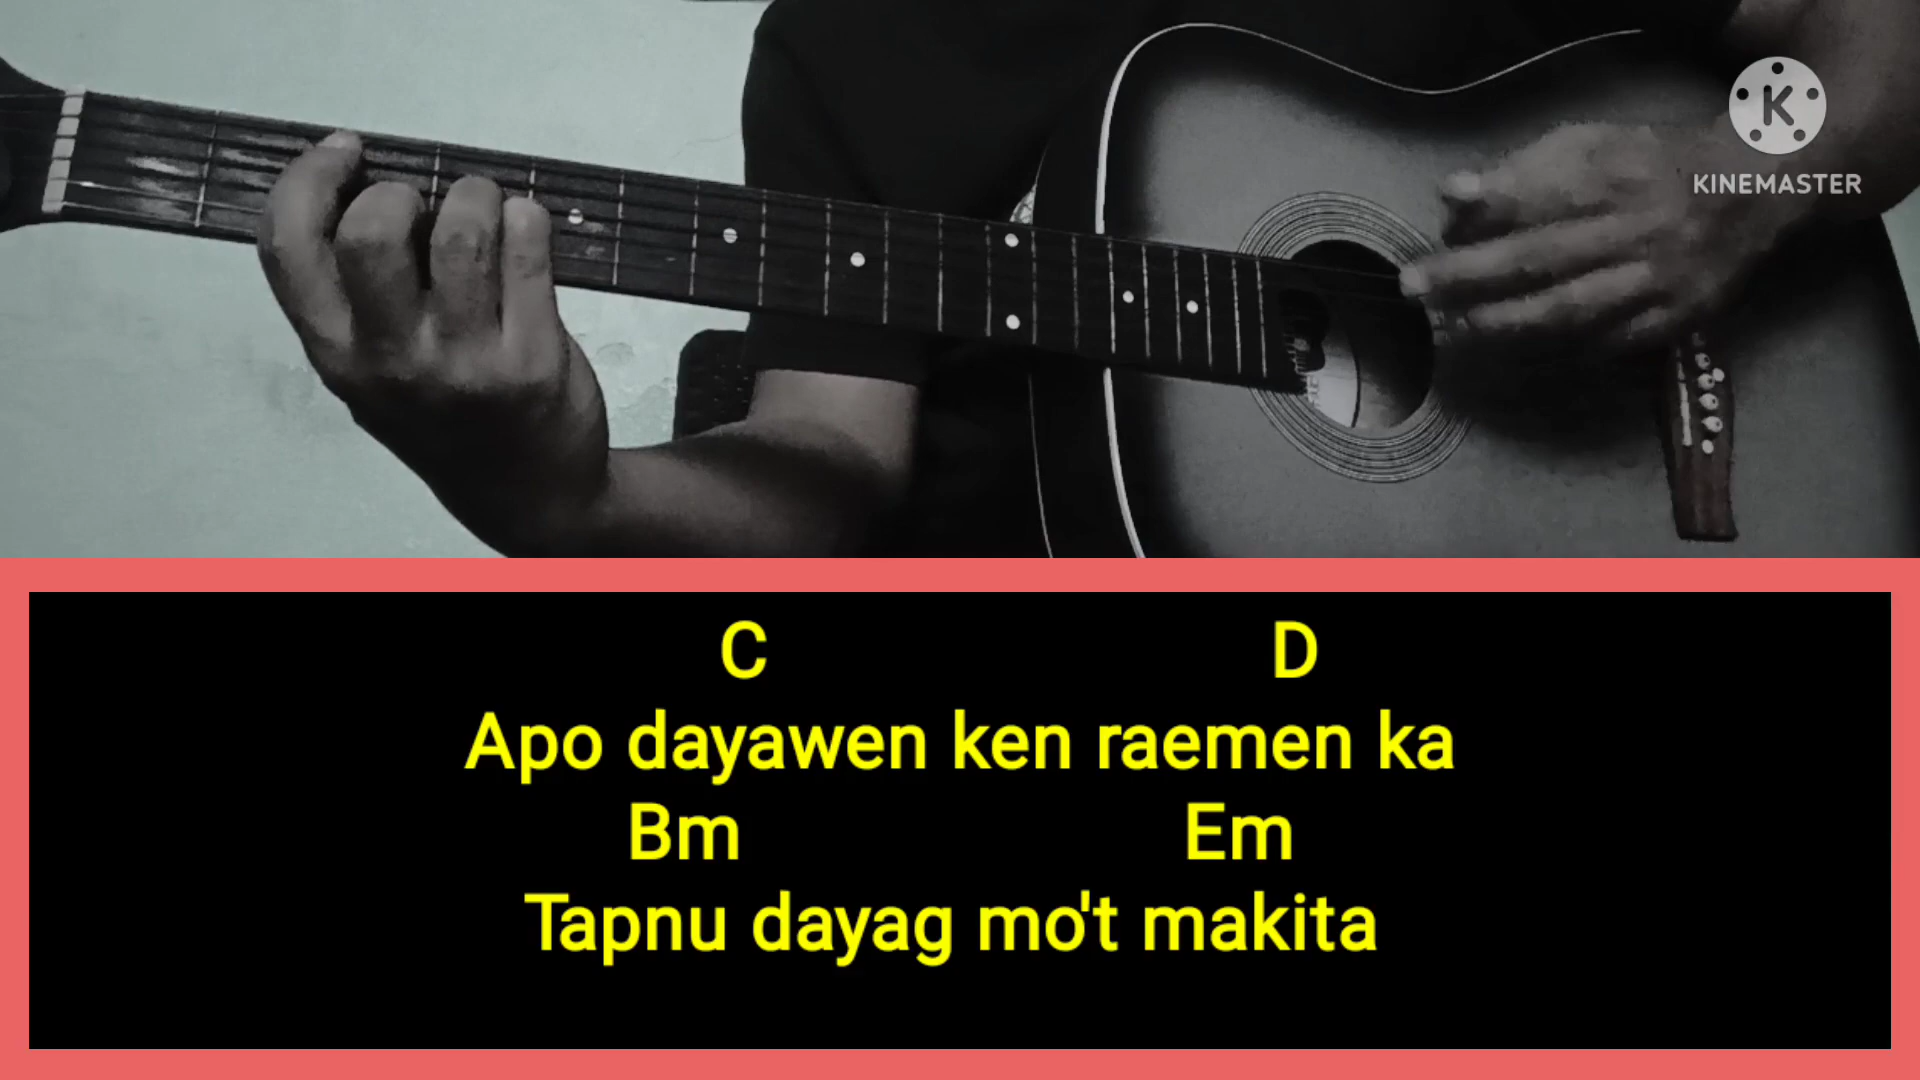 KINEMASTER
C D
Apo dayawen ken raemen ka
Bm Em
Tapnu dayag mo't makita